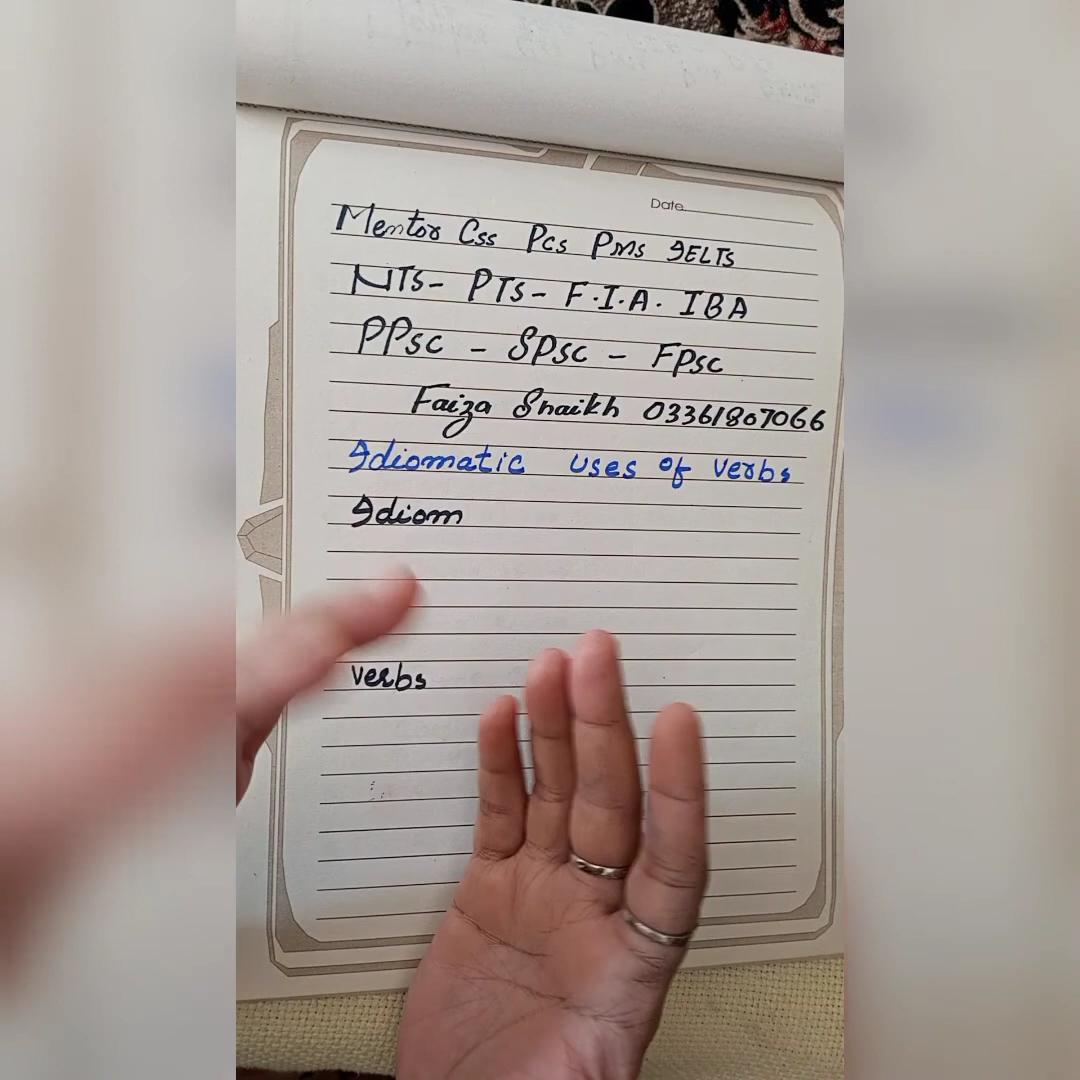 Date
Mentor Css Pcs Pms IELTS
NTS- PTS- F.I.A. IBA
PPsc - SPsc - FPsc
Faiza Shaikh 03361807066
Idiomatic uses of verbs
Idiom
verbs